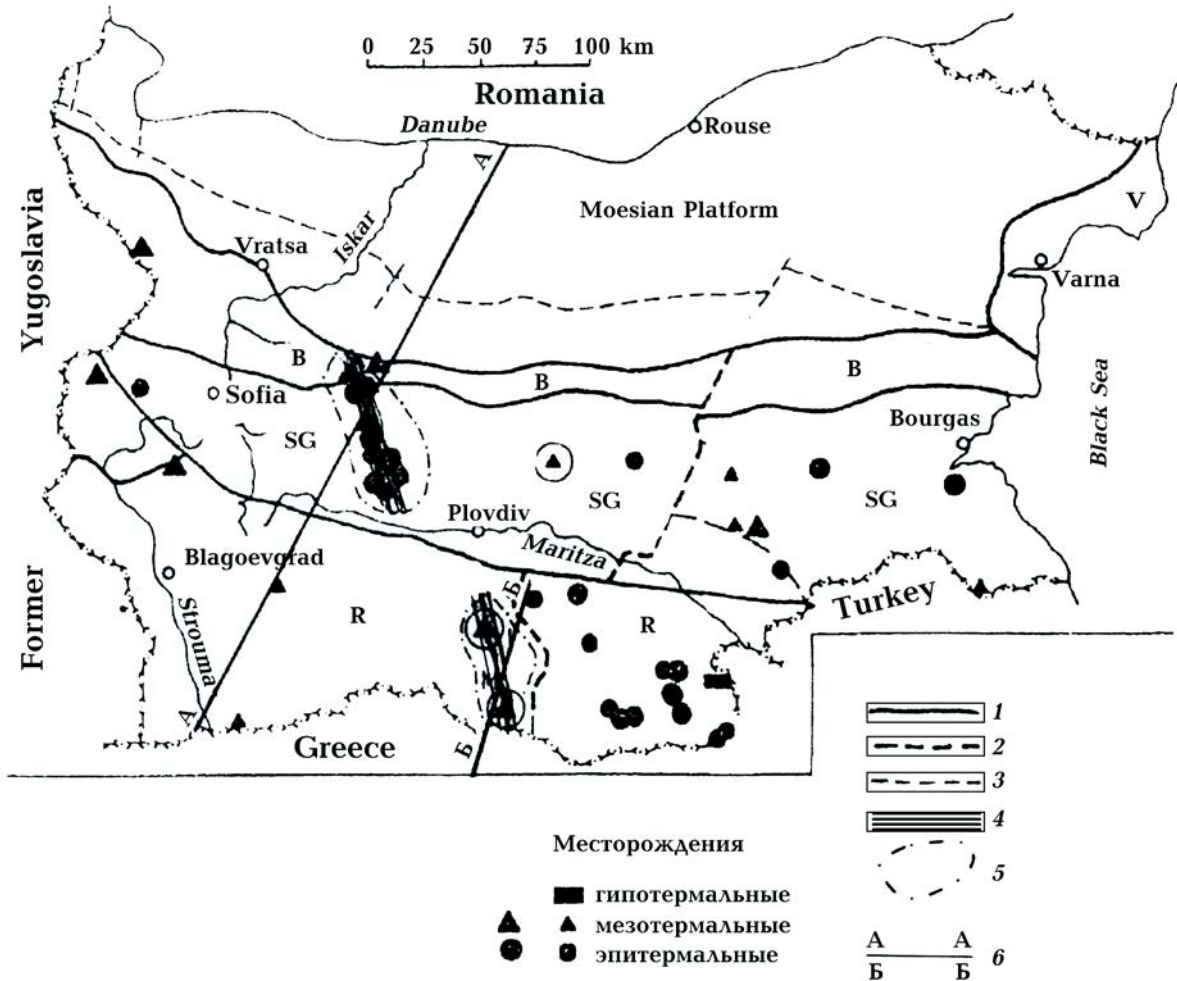 0 25 50 75 100 km
Romania
Danube
Rouse
A
Yugoslavia
Moesian Platform
V
Iskar
Vratsa
Varna
B
B
B
Sofia
Bourgas
Black Sea
SG
SG
SG
Plovdiv
Maritza
Blagoevgrad
Б
Turkey
Former
Strouma
R
R
A
Greece
Б
1
2
3
4
5
А А
Б Б
6
Месторождения
гипотермальные
мезотермальные
эпитермальные